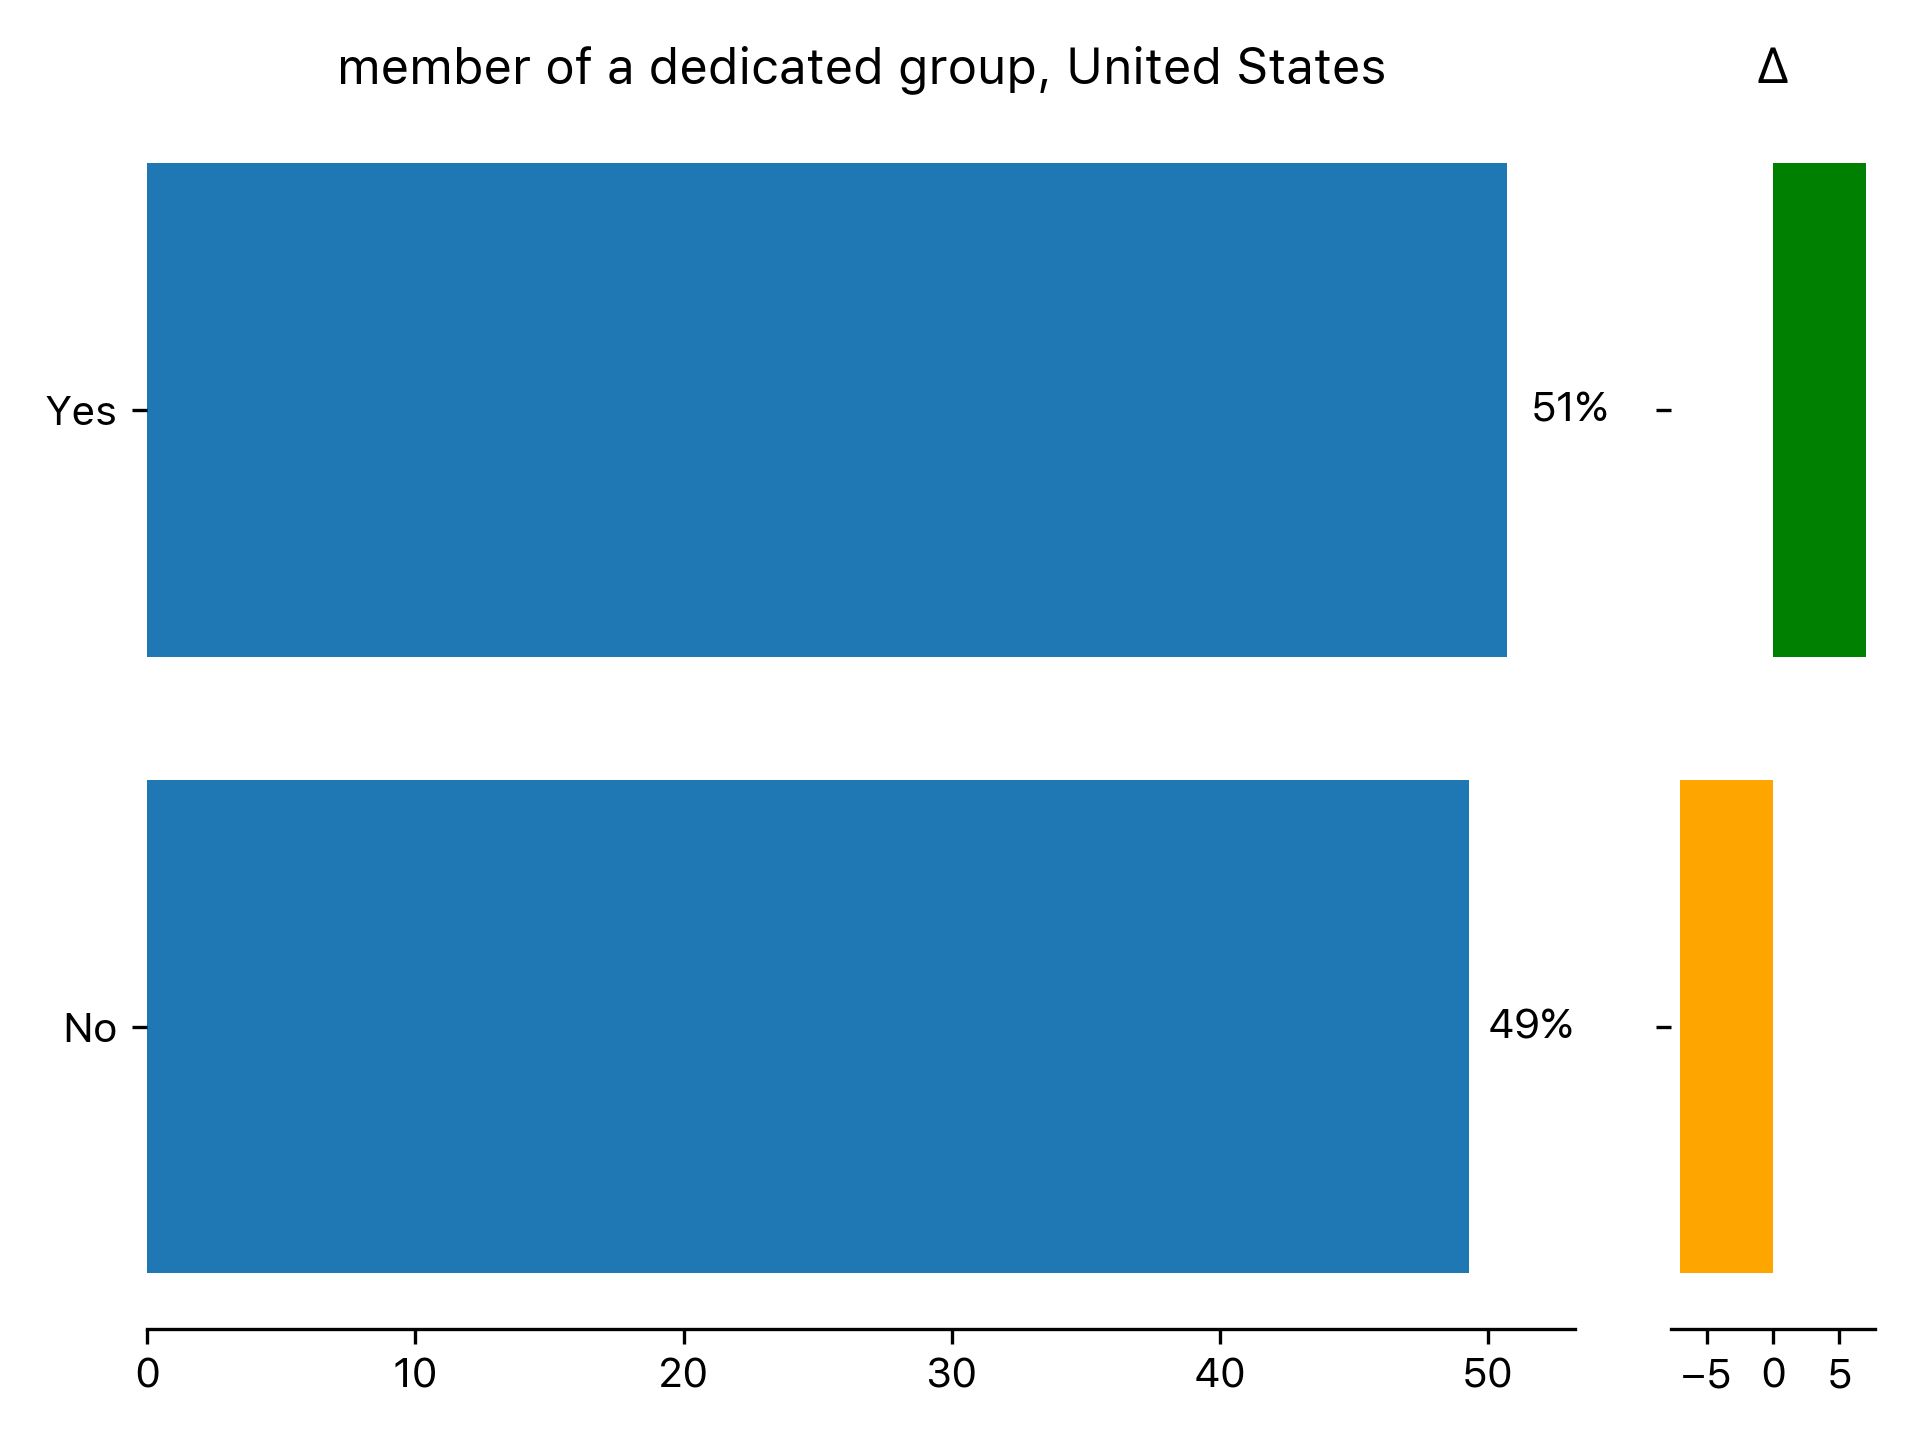 member of a dedicated group, United States
Δ
Yes
51%
No
49%
0 10 20 30 40 50
−5 0 5